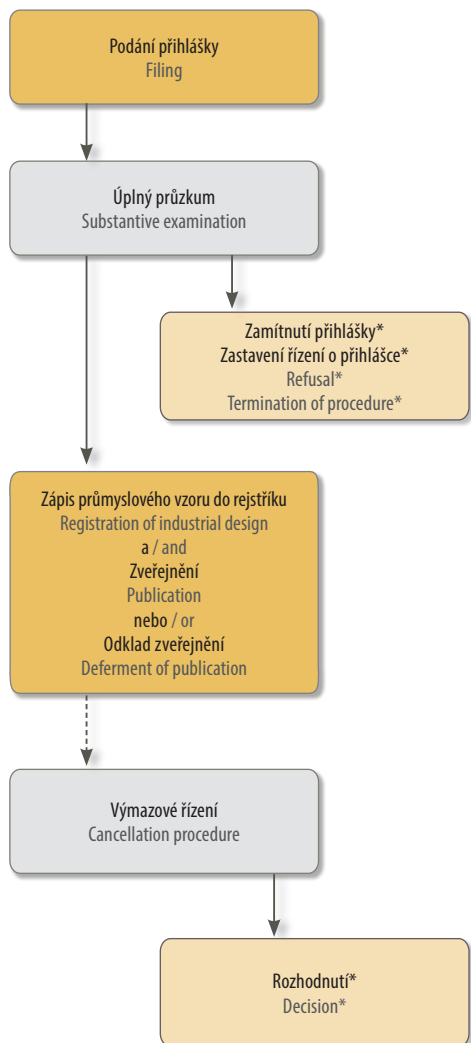 Podání přihlášky
Filing
Úplný průzkum
Substantive examination
Zamítnutí přihlášky*
Zastavení řízení o přihlášce*
Refusal*
Termination of procedure*
Zápis průmyslového vzoru do rejstříku
Registration of industrial design
a / and
Zveřejnění
Publication
nebo / or
Odklad zveřejnění
Deferment of publication
Výmazové řízení
Cancellation procedure
Rozhodnutí*
Decision*